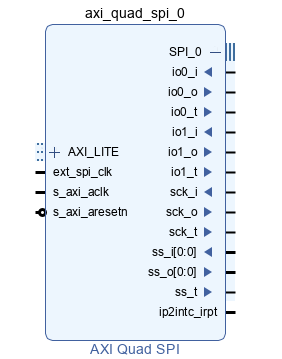 axi_quad_spi_0
SPI_0
io0_i
io0_o
io0_t
io1_i
AXI_LITE
io1_o
ext_spi_clk
io1_t
s_axi_aclk
sck_i
s_axi_aresetn
sck_o
sck_t
ss_i[0:0]
ss_o[0:0]
ss_t
ip2intc_irpt
AXI Quad SPI